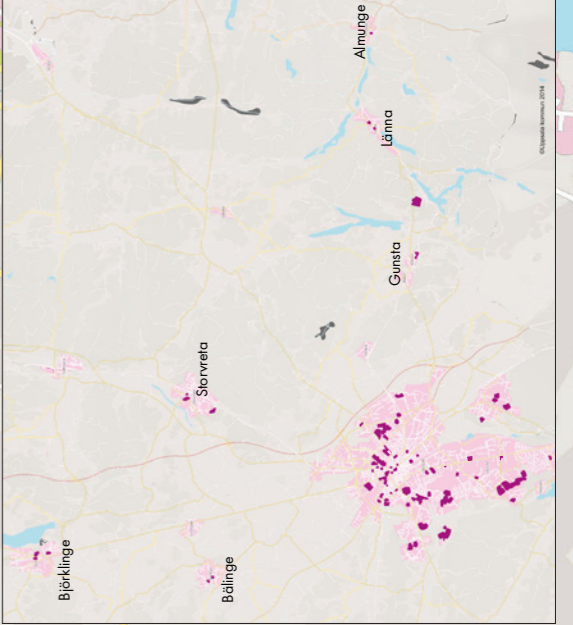 Almunge
Länna
©Uppsala kommun 2014
Gunsta
Storvreta
Björklinge
Bälinge